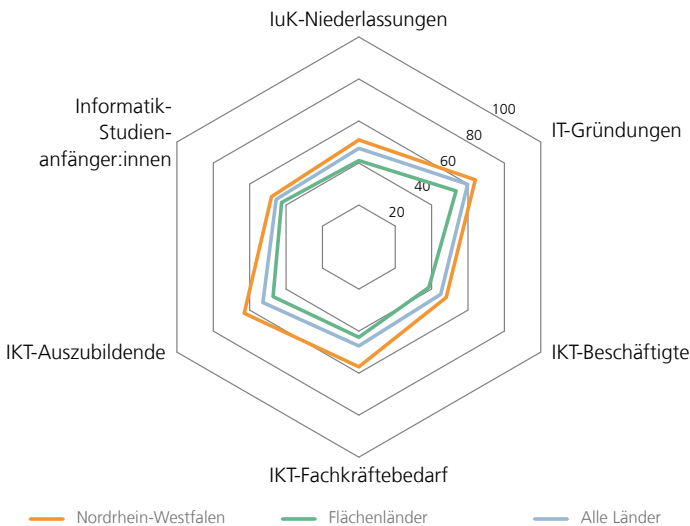 IuK-Niederlassungen
Informatik-
Studien-
anfänger:innen
100
80
60
40
20
IT-Gründungen
IKT-Auszubildende
IKT-Beschäftigte
IKT-Fachkräftebedarf
Nordrhein-Westfalen
Flächenländer
Alle Länder